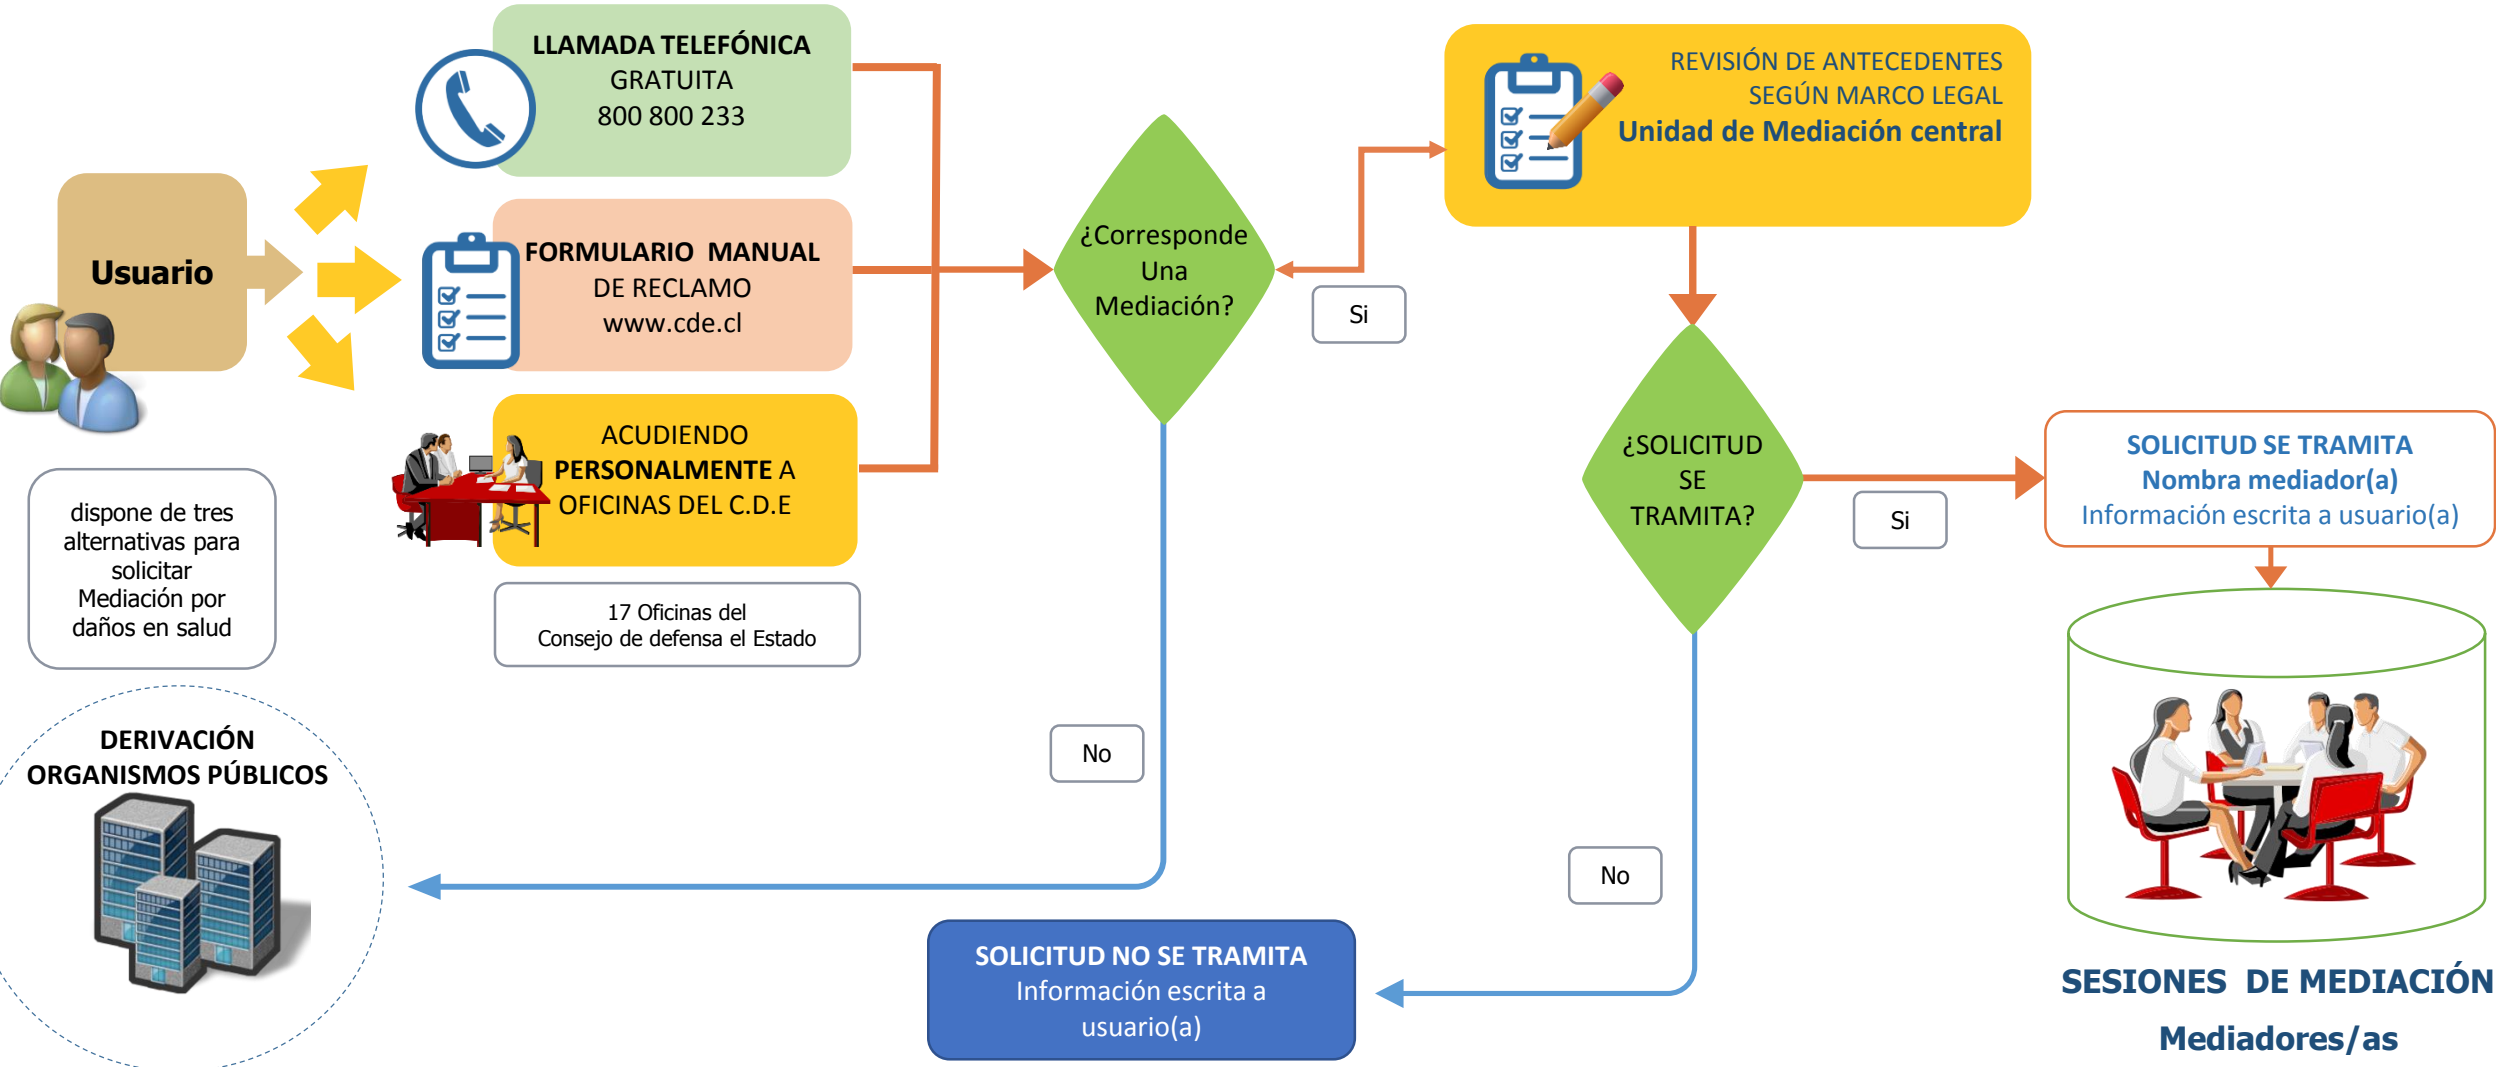 LLAMADA TELEFÓNICA
GRATUITA
800 800 233
Usuario
FORMULARIO MANUAL
DE RECLAMO
www.cde.cl
ACUDIENDO
PERSONALMENTE A
OFICINAS DEL C.D.E
17 Oficinas del
Consejo de defensa el Estado
dispone de tres
alternativas para
solicitar
Mediación por
daños en salud
DERIVACIÓN
ORGANISMOS PÚBLICOS
¿Corresponde
Una
Mediación?
Si
No
REVISIÓN DE ANTECEDENTES
SEGÚN MARCO LEGAL
Unidad de Mediación central
¿SOLICITUD
SE
TRAMITA?
Si
No
SOLICITUD NO SE TRAMITA
Información escrita a
usuario(a)
SOLICITUD SE TRAMITA
Nombra mediador(a)
Información escrita a usuario(a)
SESIONES DE MEDIACIÓN
Mediadores/as